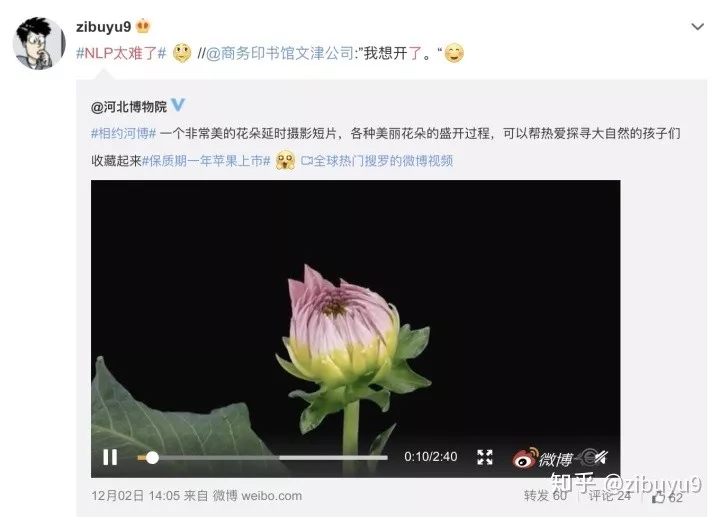 zibuyu9
#NLP太难了# //@商务印书馆文津公司:"我想开了。“
@河北博物院
#相约河博# 一个非常美的花朵延时摄影短片，各种美丽花朵的盛开过程，可以帮热爱探寻大自然的孩子们
收藏起来#保质期一年苹果上市# 全球热门搜罗的微博视频
0:10/2:40
微博
12月02日 14:05 来自 微博 weibo.com 转发 60 评论 24 62
知乎 @zibuyu9